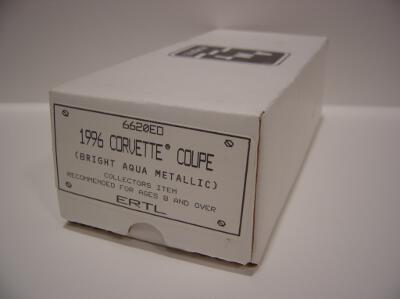 6620EO
1996 CORVETTE® COUPE
(BRIGHT AQUA METALLIC)
COLLECTORS ITEM
RECOMMENDED FOR AGES 8 AND OVER
ERTL